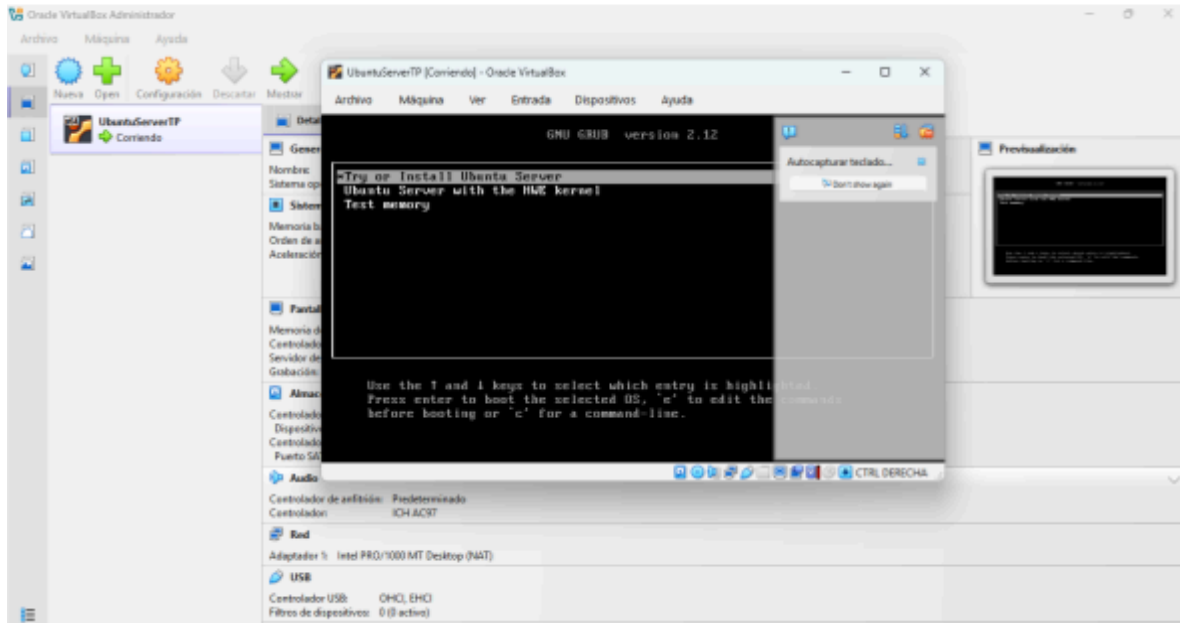 Oracle VirtualBox Administrador
Archivo Máquina Ayuda
Nueva Open Configuración Descartar Mostrar
UbuntuServerTP
Corriendo
Detal
Gener
Nombre:
Sistema op
Sistem
Memoria b
Orden de a
Aceleración
Pantal
Memoria d
Controlado
Servidor de
Grabación:
Almac
Controlado
Dispositivo
Controlado
Puerto SA
Audio
Controlador de anfitrión: Predeterminado
Controlador: ICH AC97
Red
Adaptador 1: Intel PRO/1000 MT Desktop (NAT)
USB
Controlador USB: OHCI, EHCI
Filtros de dispositivos: 0 (0 activo)
UbuntuServerTP [Corriendo] - Oracle VirtualBox
Archivo Máquina Ver Entrada Dispositivos Ayuda
GNU GRUB version 2.12
*Try or Install Ubuntu Server
Ubuntu Server with the HWE kernel
Test memory
Use the ↑ and ↓ keys to select which entry is highlighted.
Press enter to boot the selected OS, `e' to edit the commands
before booting or `c' for a command-line.
Autocapturar teclado...
Don't show again
CTRL DERECHA
Previsualización